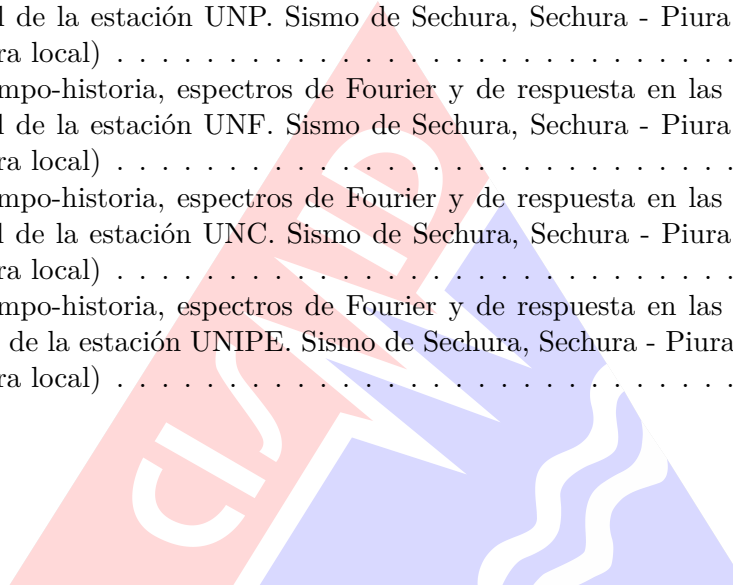 l de la estación UNP. Sismo de Sechura, Sechura - Piura
ra local) . . . . . . . . . . . . . . . . . . . . . . . . . . . . .
mpo-historia, espectros de Fourier y de respuesta en las
l de la estación UNF. Sismo de Sechura, Sechura - Piura
ra local) . . . . . . . . . . . . . . . . . . . . . . . . . . . . .
mpo-historia, espectros de Fourier y de respuesta en las
l de la estación UNC. Sismo de Sechura, Sechura - Piura
ra local) . . . . . . . . . . . . . . . . . . . . . . . . . . . . .
mpo-historia, espectros de Fourier y de respuesta en las
de la estación UNIPE. Sismo de Sechura, Sechura - Piura
ra local) . . . . . . . . . . . . . . . . . . . . . . . . . . . . .
CISMID